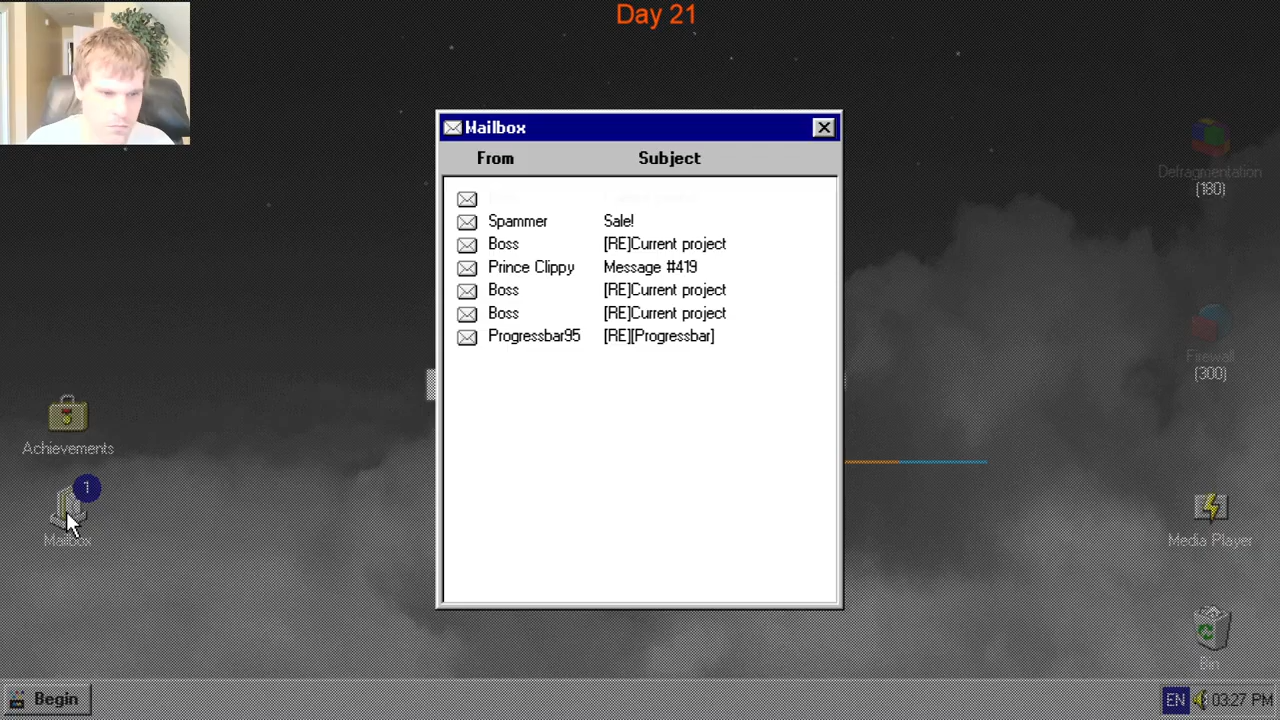 Day 21
Mailbox
From Subject
Spammer Sale!
Boss [RE]Current project
Prince Clippy Message #419
Boss [RE]Current project
Boss [RE]Current project
Progressbar95 [RE][Progressbar]
Defragmentation
(180)
Firewall
(300)
Achievements
1
Mailbox
Media Player
Bin
Begin
EN 03:27 PM